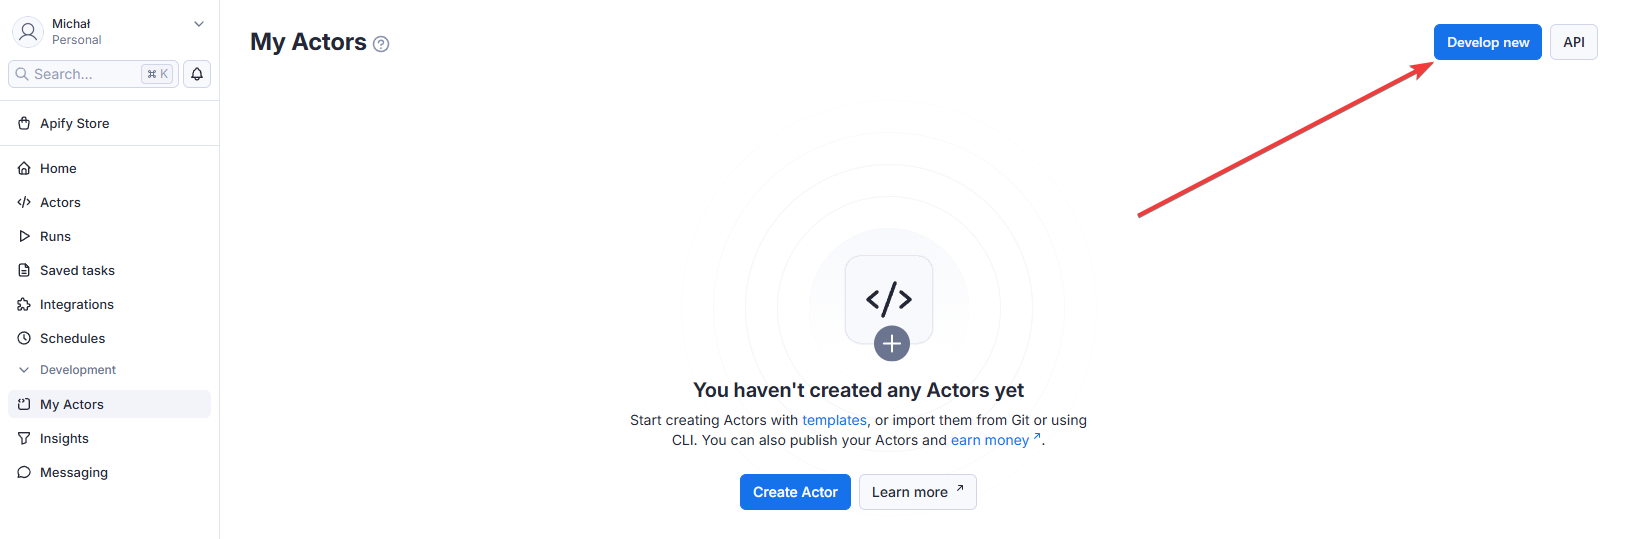 Michał
Personal
Search...
⌘ K
Apify Store
Home
Actors
Runs
Saved tasks
Integrations
Schedules
Development
My Actors
Insights
Messaging
My Actors
Develop new
API
You haven't created any Actors yet
Start creating Actors with templates, or import them from Git or using
CLI. You can also publish your Actors and earn money ↗.
Create Actor
Learn more ↗